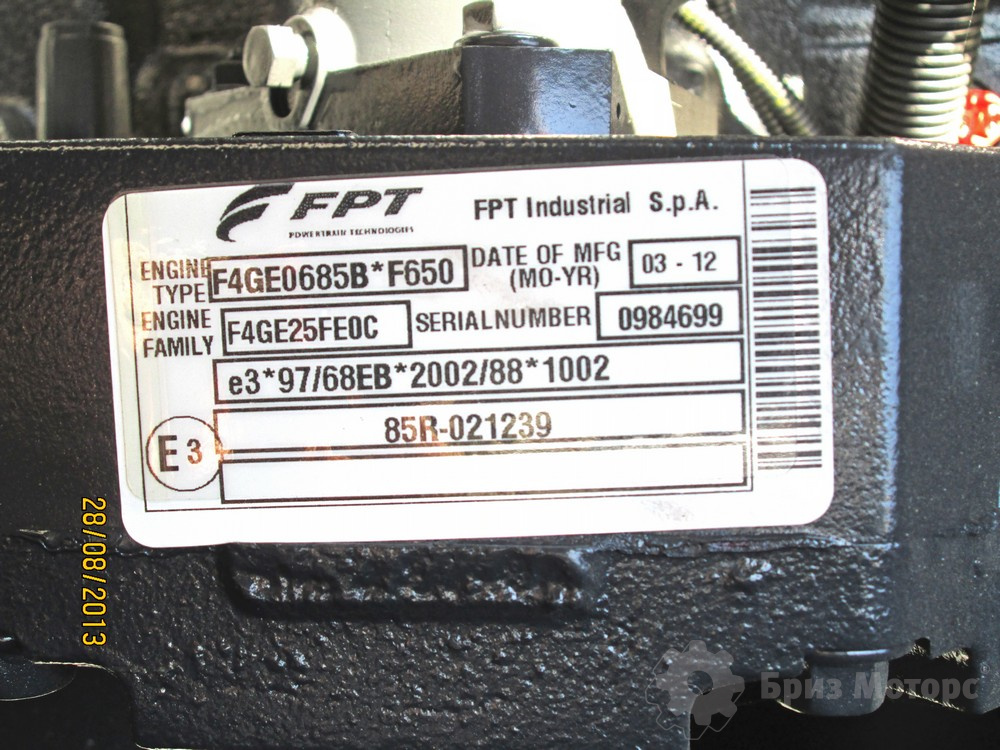 FPT
POWERTRAIN TECHNOLOGIES
FPT Industrial S.p.A.
ENGINE TYPE F4GE0685B*F650 DATE OF MFG (MO-YR) 03 - 12
ENGINE FAMILY F4GE25FE0C SERIALNUMBER 0984699
e3*97/68EB*2002/88*1002
85R-021239
E 3
28/08/2013
Бриз Моторс